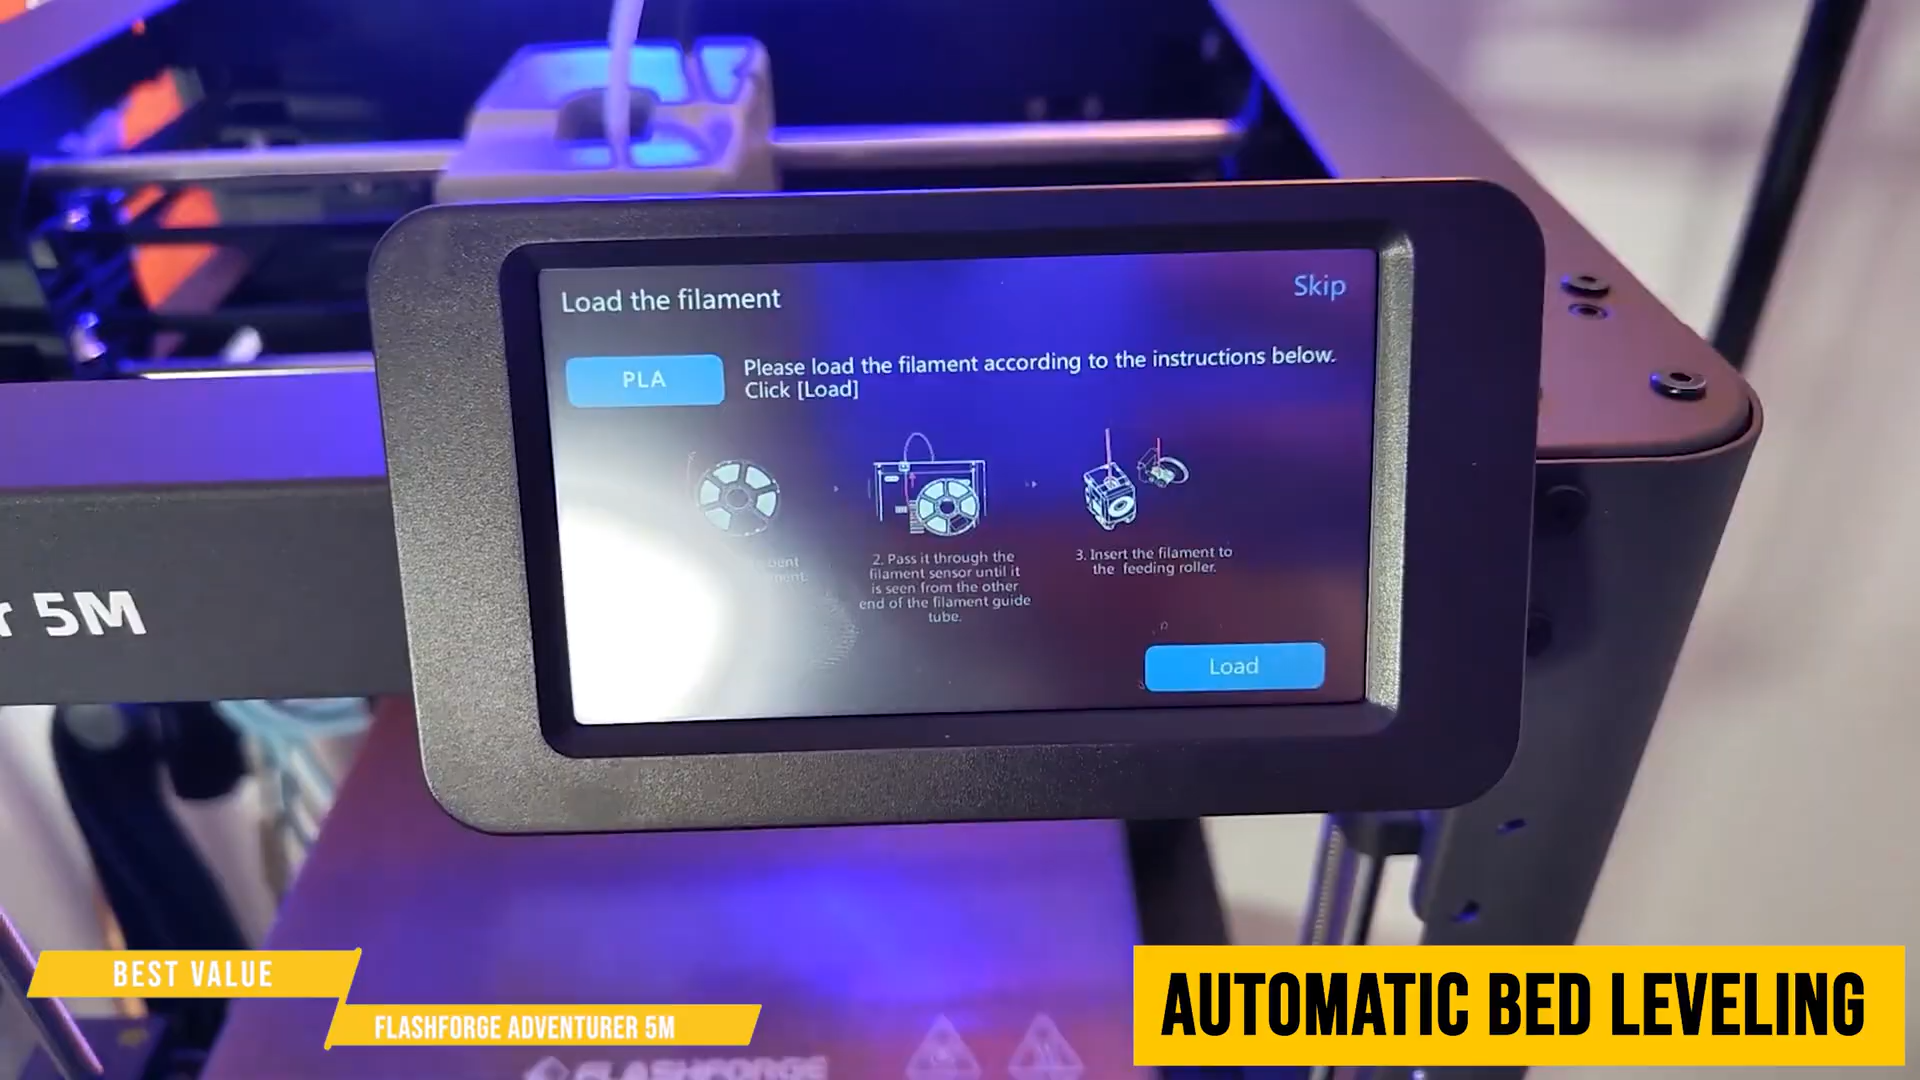 Load the filament
Skip
PLA
Please load the filament according to the instructions below.
Click [Load]
bent
2. Pass it through the
filament sensor until it
is seen from the other
end of the filament guide
tube.
3. Insert the filament to
the feeding roller.
Load
5M
BEST VALUE
FLASHFORGE ADVENTURER 5M
AUTOMATIC BED LEVELING
FLASHFORGE